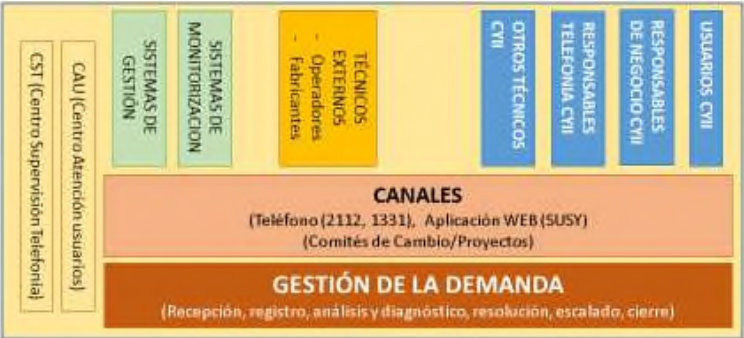 CST (Centro Supervisión Telefonía)
CAU (Centro Atención usuarios)
SISTEMAS DE
GESTIÓN
SISTEMAS DE
MONITORIZACION
TÉCNICOS
EXTERNOS
- Operadores
- Fabricantes
OTROS TÉCNICOS
CYII
RESPONSABLES
TELEFONIA CYII
RESPONSABLES
DE NEGOCIO CYII
USUARIOS CYII
CANALES
(Teléfono (2112, 1331), Aplicación WEB (SUSY)
(Comités de Cambio/Proyectos)
GESTIÓN DE LA DEMANDA
(Recepción, registro, análisis y diagnóstico, resolución, escalado, cierre)